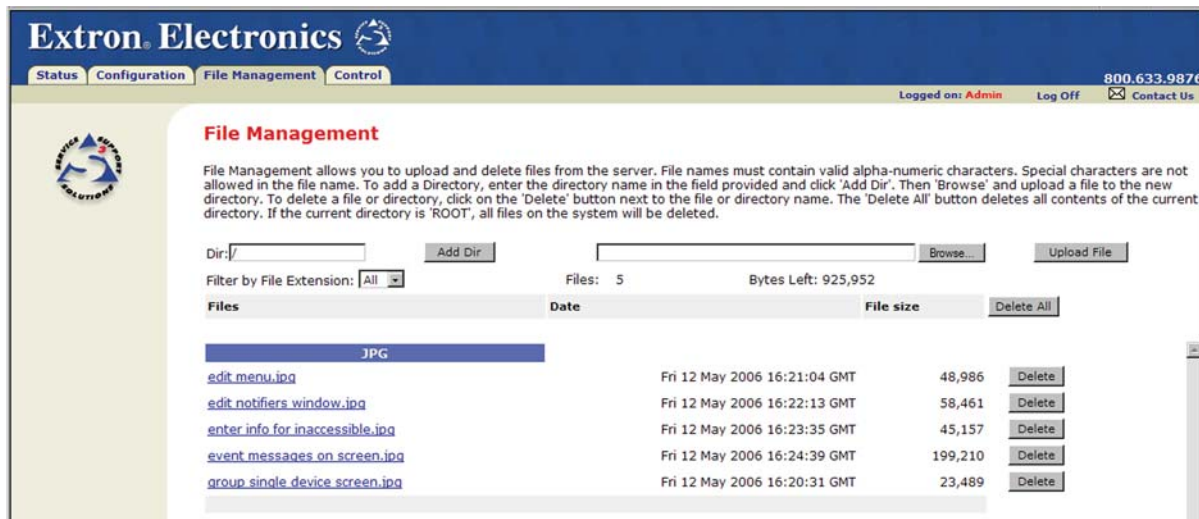 Extron® Electronics
Status Configuration File Management Control
800.633.9876
Logged on: Admin Log Off Contact Us
SERVICE SUPPORT SOLUTIONS
3
File Management
File Management allows you to upload and delete files from the server. File names must contain valid alpha-numeric characters. Special characters are not
allowed in the file name. To add a Directory, enter the directory name in the field provided and click 'Add Dir'. Then 'Browse' and upload a file to the new
directory. To delete a file or directory, click on the 'Delete' button next to the file or directory name. The 'Delete All' button deletes all contents of the current
directory. If the current directory is 'ROOT', all files on the system will be deleted.
Dir:/ Add Dir Browse... Upload File
Filter by File Extension: All Files: 5 Bytes Left: 925,952
Files Date File size Delete All
JPG
edit menu.jpg Fri 12 May 2006 16:21:04 GMT 48,986 Delete
edit notifiers window.jpg Fri 12 May 2006 16:22:13 GMT 58,461 Delete
enter info for inaccessible.jpg Fri 12 May 2006 16:23:35 GMT 45,157 Delete
event messages on screen.jpg Fri 12 May 2006 16:24:39 GMT 199,210 Delete
group single device screen.jpg Fri 12 May 2006 16:20:31 GMT 23,489 Delete